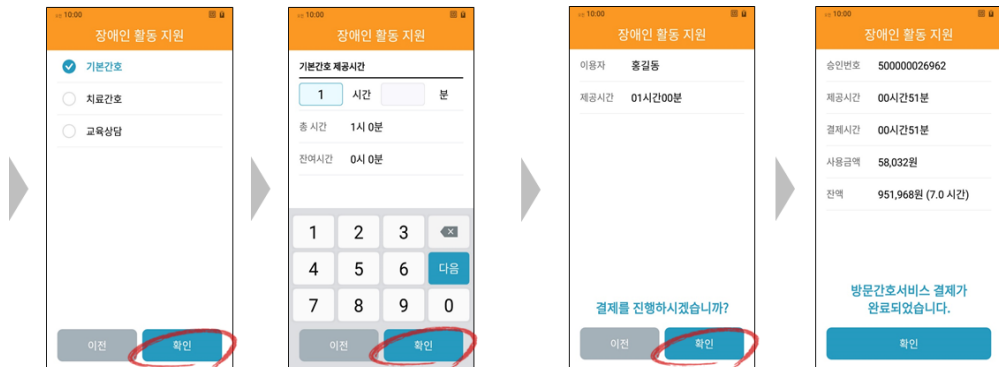 오전 10:00
장애인 활동 지원
기본간호
치료간호
교육상담
이전
확인
오전 10:00
장애인 활동 지원
기본간호 제공시간
1 시간 분
총 시간 1시 0분
잔여시간 0시 0분
1 2 3
4 5 6 다음
7 8 9 0
이전
확인
오전 10:00
장애인 활동 지원
이용자 홍길동
제공시간 01시간00분
결제를 진행하시겠습니까?
이전
확인
오전 10:00
장애인 활동 지원
승인번호 500000026962
제공시간 00시간51분
결제시간 00시간51분
사용금액 58,032원
잔액 951,968원 (7.0 시간)
방문간호서비스 결제가
완료되었습니다.
확인